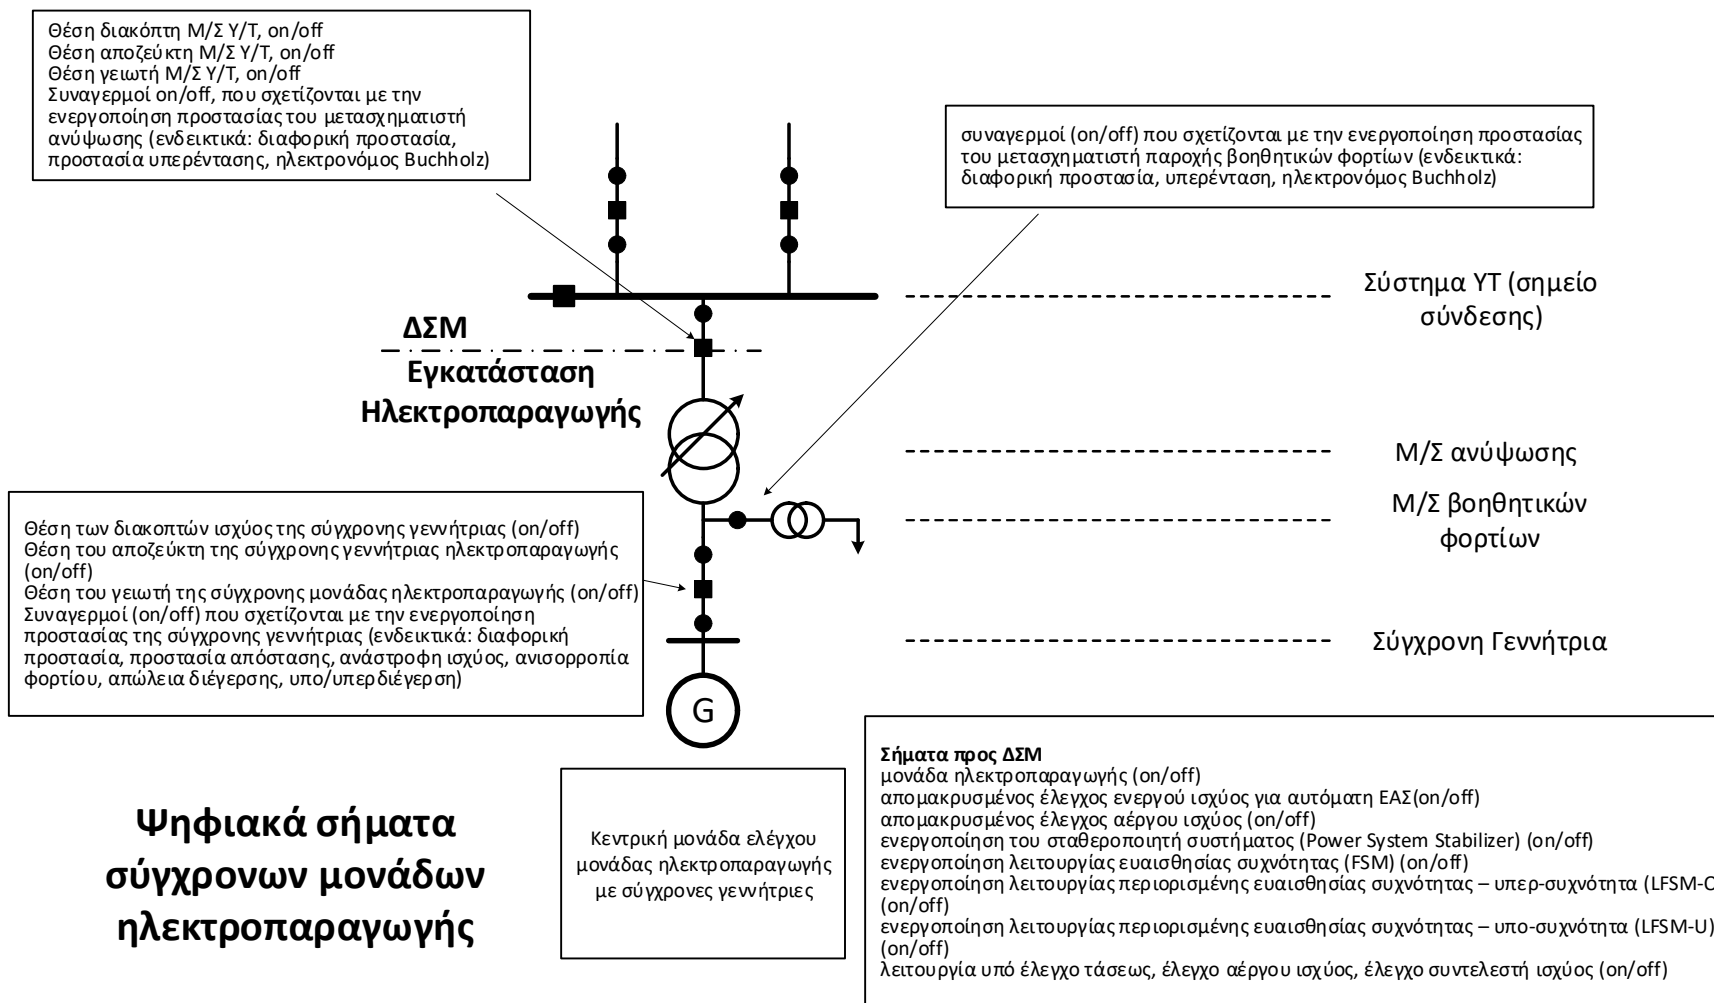 Θέση διακόπτη Μ/Σ Υ/Τ, on/off
Θέση αποζεύκτη Μ/Σ Υ/Τ, on/off
Θέση γειωτή Μ/Σ Υ/Τ, on/off
Συναγερμοί on/off, που σχετίζονται με την
ενεργοποίηση προστασίας του μετασχηματιστή
ανύψωσης (ενδεικτικά: διαφορική προστασία,
προστασία υπερέντασης, ηλεκτρονόμος Buchholz)
συναγερμοί (on/off) που σχετίζονται με την ενεργοποίηση προστασίας
του μετασχηματιστή παροχής βοηθητικών φορτίων (ενδεικτικά:
διαφορική προστασία, υπερένταση, ηλεκτρονόμος Buchholz)
Σύστημα ΥΤ (σημείο
σύνδεσης)
ΔΣΜ
Εγκατάσταση
Ηλεκτροπαραγωγής
Μ/Σ ανύψωσης
Μ/Σ βοηθητικών
φορτίων
Θέση των διακοπτών ισχύος της σύγχρονης γεννήτριας (on/off)
Θέση του αποζεύκτη της σύγχρονης γεννήτριας ηλεκτροπαραγωγής
(on/off)
Θέση του γειωτή της σύγχρονης μονάδας ηλεκτροπαραγωγής (on/off)
Συναγερμοί (on/off) που σχετίζονται με την ενεργοποίηση
προστασίας της σύγχρονης γεννήτριας (ενδεικτικά: διαφορική
προστασία, προστασία απόστασης, ανάστροφη ισχύος, ανισορροπία
φορτίου, απώλεια διέγερσης, υπο/υπερδιέγερση)
Σύγχρονη Γεννήτρια
G
Ψηφιακά σήματα
σύγχρονων μονάδων
ηλεκτροπαραγωγής
Κεντρική μονάδα ελέγχου
μονάδας ηλεκτροπαραγωγής
με σύγχρονες γεννήτριες
Σήματα προς ΔΣΜ
μονάδα ηλεκτροπαραγωγής (on/off)
απομακρυσμένος έλεγχος ενεργού ισχύος για αυτόματη ΕΑΣ(on/off)
απομακρυσμένος έλεγχος αέργου ισχύος (on/off)
ενεργοποίηση του σταθεροποιητή συστήματος (Power System Stabilizer) (on/off)
ενεργοποίηση λειτουργίας ευαισθησίας συχνότητας (FSM) (on/off)
ενεργοποίηση λειτουργίας περιορισμένης ευαισθησίας συχνότητας – υπερ-συχνότητα (LFSM-O
(on/off)
ενεργοποίηση λειτουργίας περιορισμένης ευαισθησίας συχνότητας – υπο-συχνότητα (LFSM-U)
(on/off)
λειτουργία υπό έλεγχο τάσεως, έλεγχο αέργου ισχύος, έλεγχο συντελεστή ισχύος (on/off)